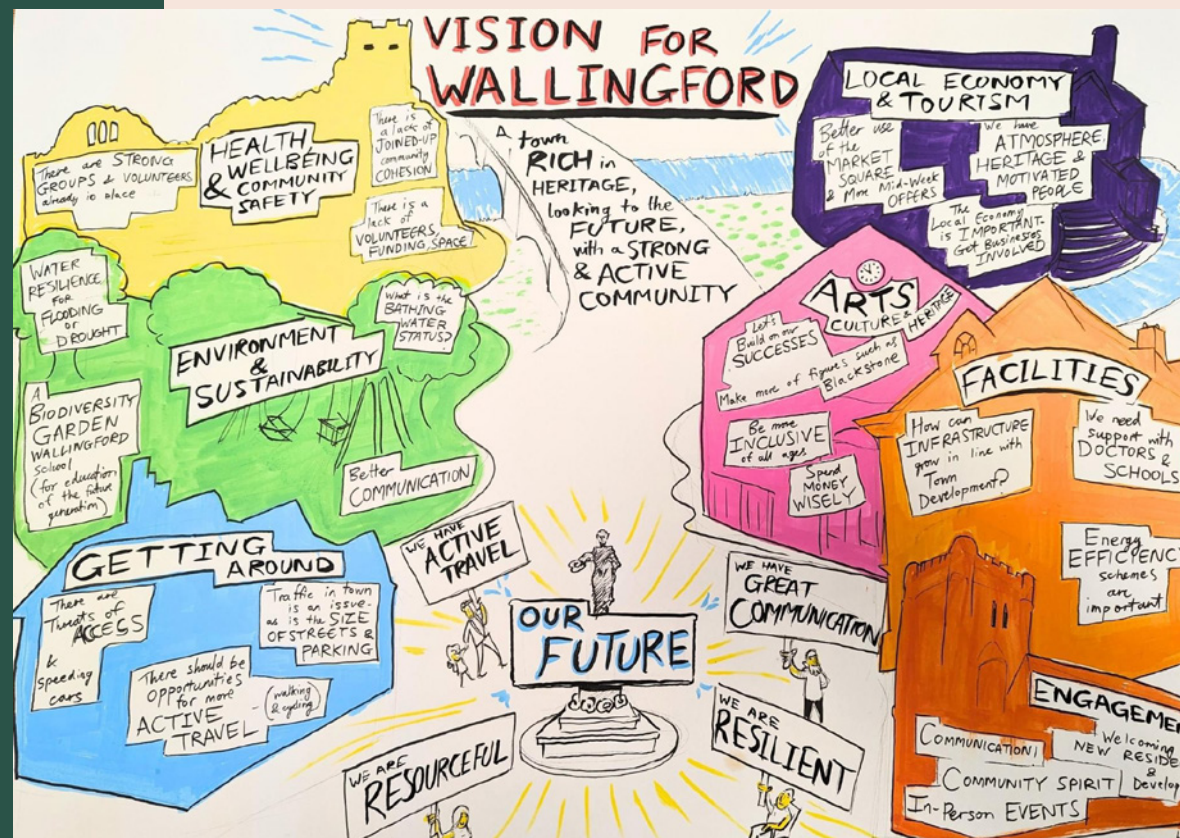 VISION FOR
WALLINGFORD
A
town
RICH in
HERITAGE,
looking to the
FUTURE,
with a STRONG
& ACTIVE
COMMUNITY
HEALTH,
WELLBEING
& COMMUNITY
SAFETY
There are STRONG
GROUPS & VOLUNTEERS
already in place
There is
a lack of
JOINED-UP
community
COHESION
There is a
lack of
VOLUNTEERS,
FUNDING, SPACE
ENVIRONMENT
&
SUSTAINABILITY
WATER
RESILIENCE
FOR
FLOODING
or
DROUGHT
What is the
BATHING
WATER
STATUS?
A
BIODIVERSITY
GARDEN
WALLINGFORD
School
(for education
of the future
generation)
Better
COMMUNICATION
GETTING
AROUND
There are
Threats of
ACCESS
&
speeding
cars
Traffic in town
is an issue-
as is the SIZE
OF STREETS &
PARKING
There should be
opportunities
for more
ACTIVE
TRAVEL
- (walking
& cycling)
LOCAL ECONOMY
& TOURISM
Better use
of the
MARKET
SQUARE
& More Mid-Week
OFFERS
We have
ATMOSPHERE,
HERITAGE &
MOTIVATED
PEOPLE
The
Local Economy
is IMPORTANT-
Get Businesses
INVOLVED
ARTS
CULTURE & HERITAGE
Let's
Build on our
SUCCESSES
Make more of figures such as
Blackstone
Be more
INCLUSIVE
of all ages
Spend
MONEY
WISELY
FACILITIES
How can
INFRASTRUCTURE
grow in line with
Town
Development?
We need
support with
DOCTORS &
SCHOOLS
Energy
EFFICIENC
schemes
are
important
ENGAGEME
COMMUNICATION!
Welcoming
NEW RESIDE
&
Develop
COMMUNITY SPIRIT
In-Person EVENTS
WE HAVE
ACTIVE
TRAVEL
WE HAVE
GREAT
COMMUNICATION
OUR
FUTURE
WE ARE
RESOURCEFUL
WE ARE
RESILIENT